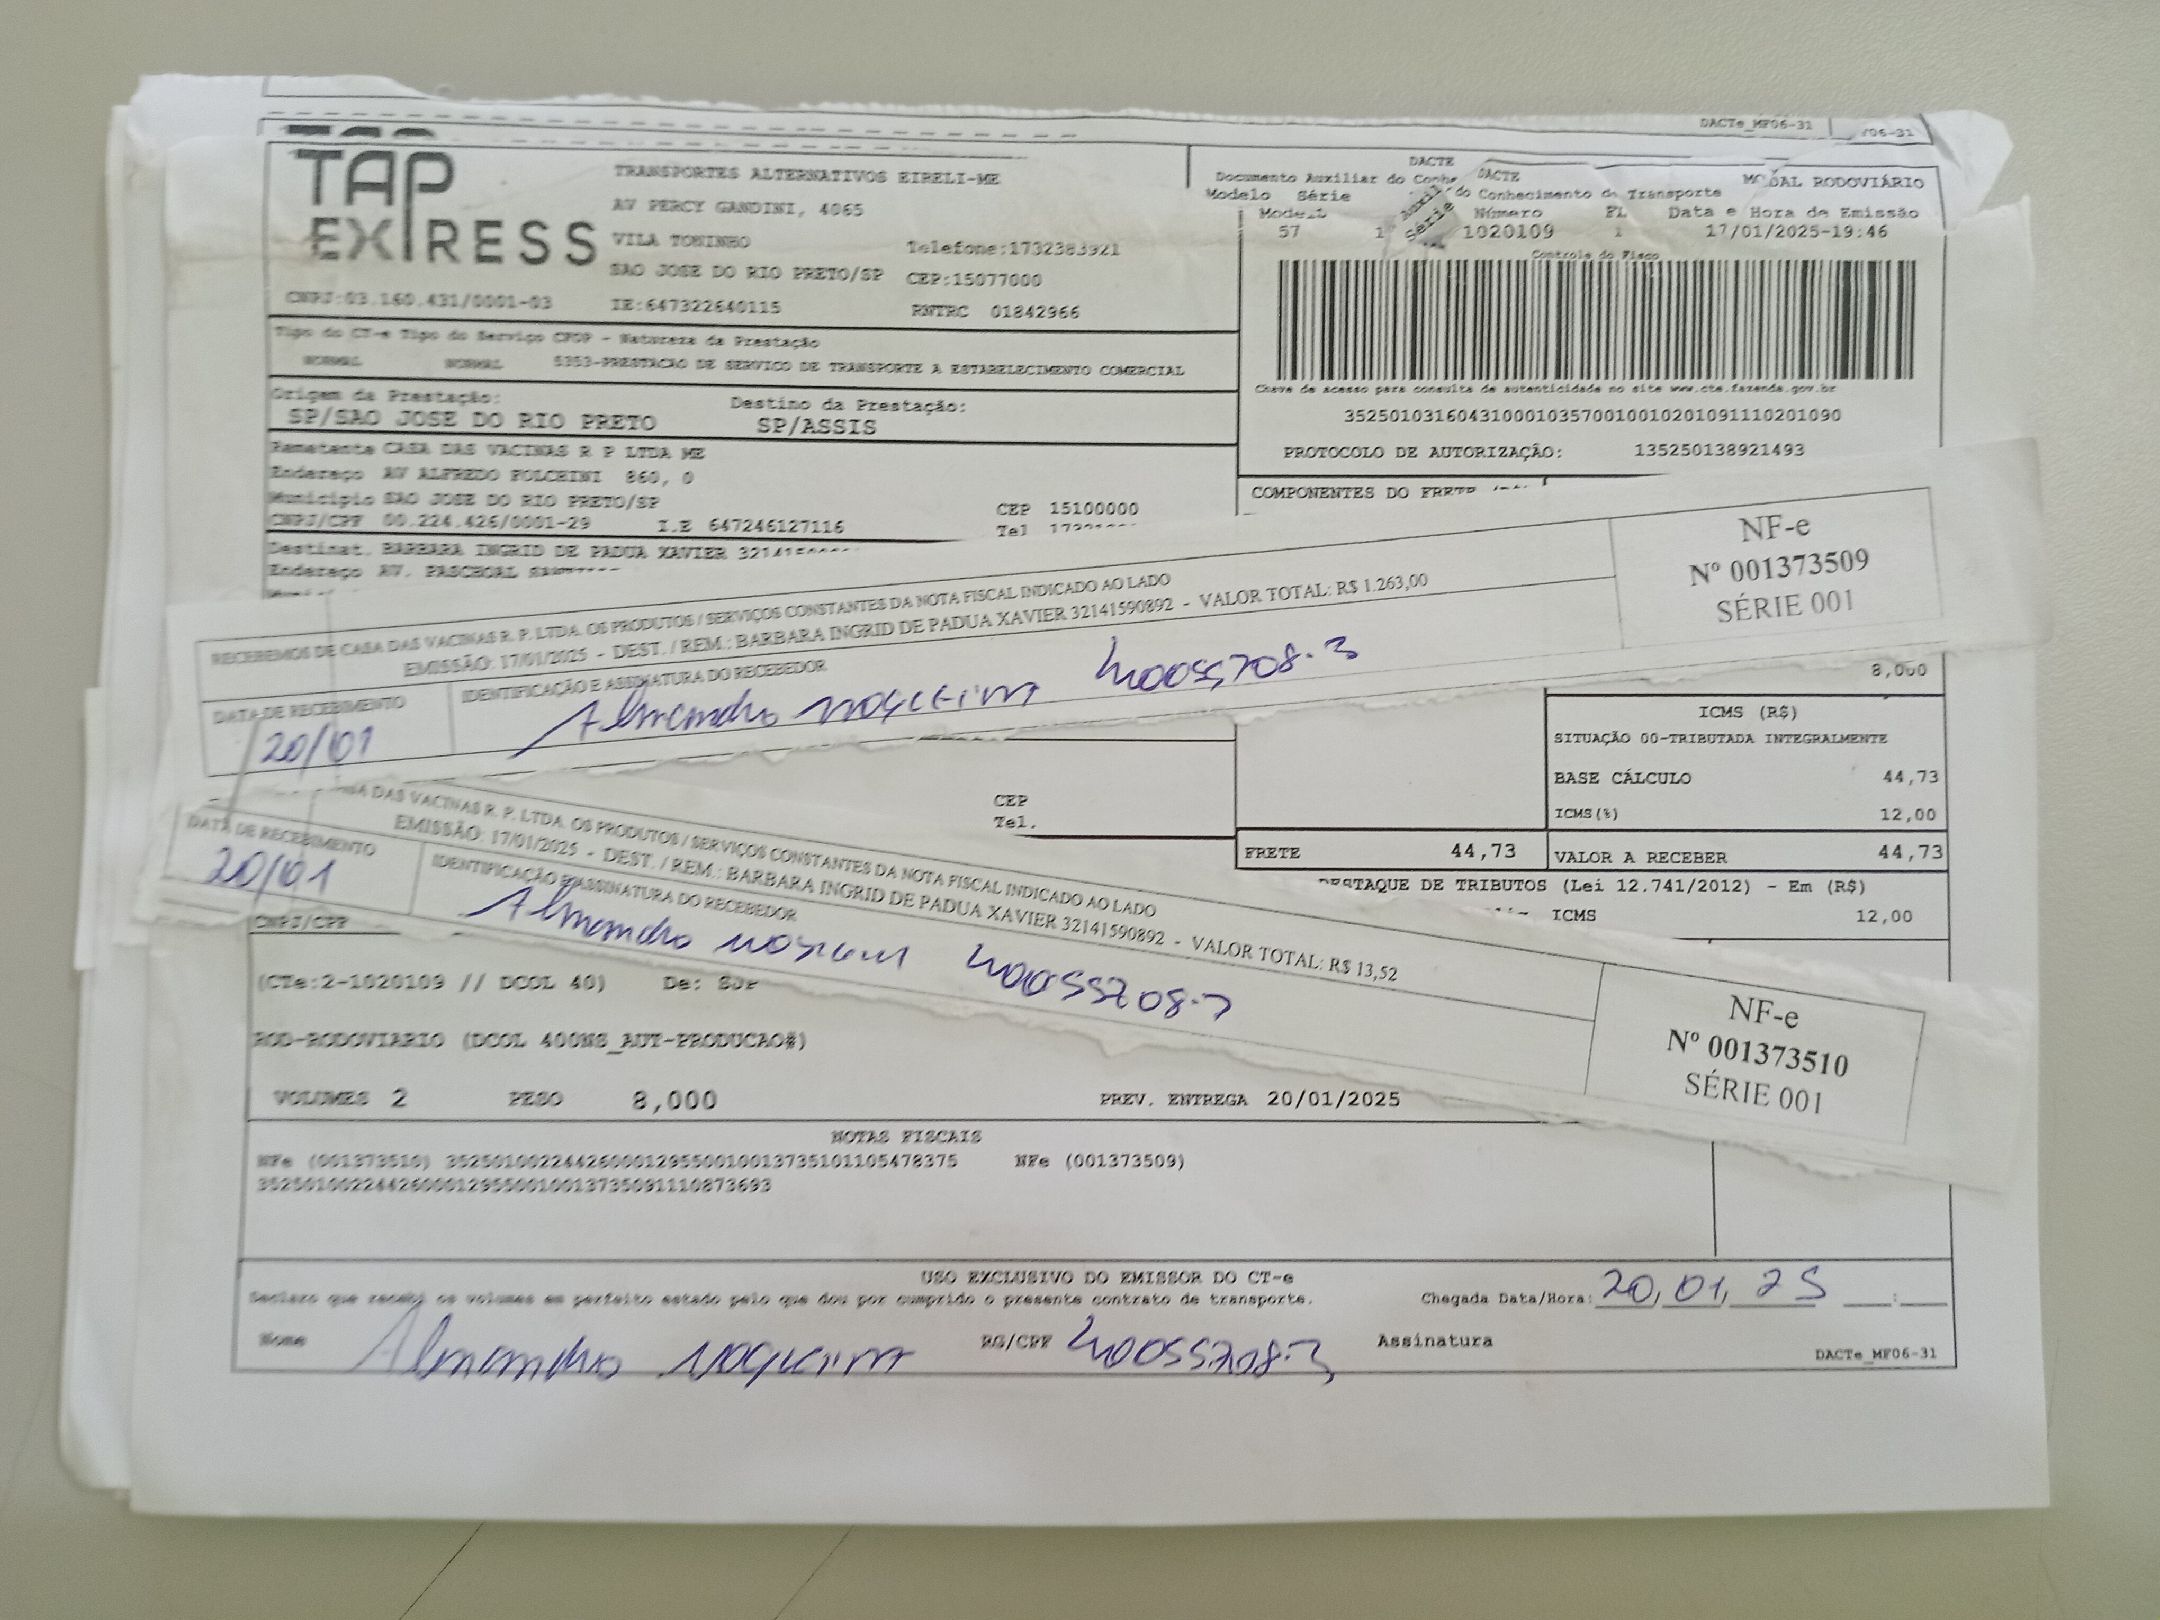 DACTe_MF06-31
/06-31
TAP
EXPRESS
TRANSPORTES ALTERNATIVOS EIRELI-ME
AV PERCY GANDINI, 4065
VILA TONINHO
Telefone:1732383921
SAO JOSE DO RIO PRETO/SP CEP:15077000
CNPJ:03.160.431/0001-03 IE:647322640115 RNTRC 01842966
DACTE
DACTE
MODAL RODOVIÁRIO
Documento Auxiliar do Conhe
do Conhecimento de Transporte
Modelo Série
Número FL Data e Hora de Emissão
57 1 1020109 1 17/01/2025-19:46
Controle do Fisco
Chave de acesso para consulta de autenticidade no site www.cte.fazenda.gov.br
35250103160431000103570010010201091110201090
PROTOCOLO DE AUTORIZAÇÃO: 135250138921493
Tipo do CT-e Tipo do Serviço CFOP - Natureza da Prestação
NORMAL NORMAL 5353-PRESTACAO DE SERVICO DE TRANSPORTE A ESTABELECIMENTO COMERCIAL
Origem da Prestação: Destino da Prestação:
SP/SAO JOSE DO RIO PRETO SP/ASSIS
Remetente CASA DAS VACINAS R P LTDA ME
Endereço AV ALFREDO FOLCHINI 860, 0
Município SAO JOSE DO RIO PRETO/SP CEP 15100000
CNPJ/CPF 00.224.426/0001-29 I.E 647246127116 Tel
Destinat. BARBARA INGRID DE PADUA XAVIER
Endereço AV. PASCHOAL
COMPONENTES DO FRETE
RECEBEMOS DE CASA DAS VACINAS R. P. LTDA. OS PRODUTOS / SERVIÇOS CONSTANTES DA NOTA FISCAL INDICADO AO LADO
EMISSÃO: 17/01/2025 - DEST. / REM.: BARBARA INGRID DE PADUA XAVIER 32141590892 - VALOR TOTAL: R$ 1.263,00
DATA DE RECEBIMENTO
IDENTIFICAÇÃO E ASSINATURA DO RECEBEDOR
20/01
40055708-3
NF-e
Nº 001373509
SÉRIE 001
8,000
ICMS (R$)
SITUAÇÃO 00-TRIBUTADA INTEGRALMENTE
BASE CÁLCULO 44,73
ICMS(%) 12,00
CEP
Tel.
FRETE 44,73 VALOR A RECEBER 44,73
DESTAQUE DE TRIBUTOS (Lei 12.741/2012) - Em (R$)
ICMS 12,00
DAS VACINAS R. P. LTDA. OS PRODUTOS / SERVIÇOS CONSTANTES DA NOTA FISCAL INDICADO AO LADO
EMISSÃO: 17/01/2025 - DEST. / REM.: BARBARA INGRID DE PADUA XAVIER 32141590892 - VALOR TOTAL: R$ 13,52
DATA DE RECEBIMENTO
IDENTIFICAÇÃO E ASSINATURA DO RECEBEDOR
20/01
40055708-3
NF-e
Nº 001373510
SÉRIE 001
CNPJ/CPF
(CTe:2-1020109 // DCOL 40) De: SJP
ROD-RODOVIARIO (DCOL 400NS_AUT-PRODUCAO#)
VOLUMES 2 PESO 8,000 PREV. ENTREGA 20/01/2025
NOTAS FISCAIS
NFe (001373510) 35250100224426000129550010013735101105478375 NFe (001373509)
35250100224426000129550010013735091110873693
USO EXCLUSIVO DO EMISSOR DO CT-e
Declaro que recebi os volumes em perfeito estado pelo que dou por cumprido o presente contrato de transporte.
Chegada Data/Hora: 20, 01, 25 :
Nome RG/CPF 40055708-3 Assinatura
DACTe_MF06-31